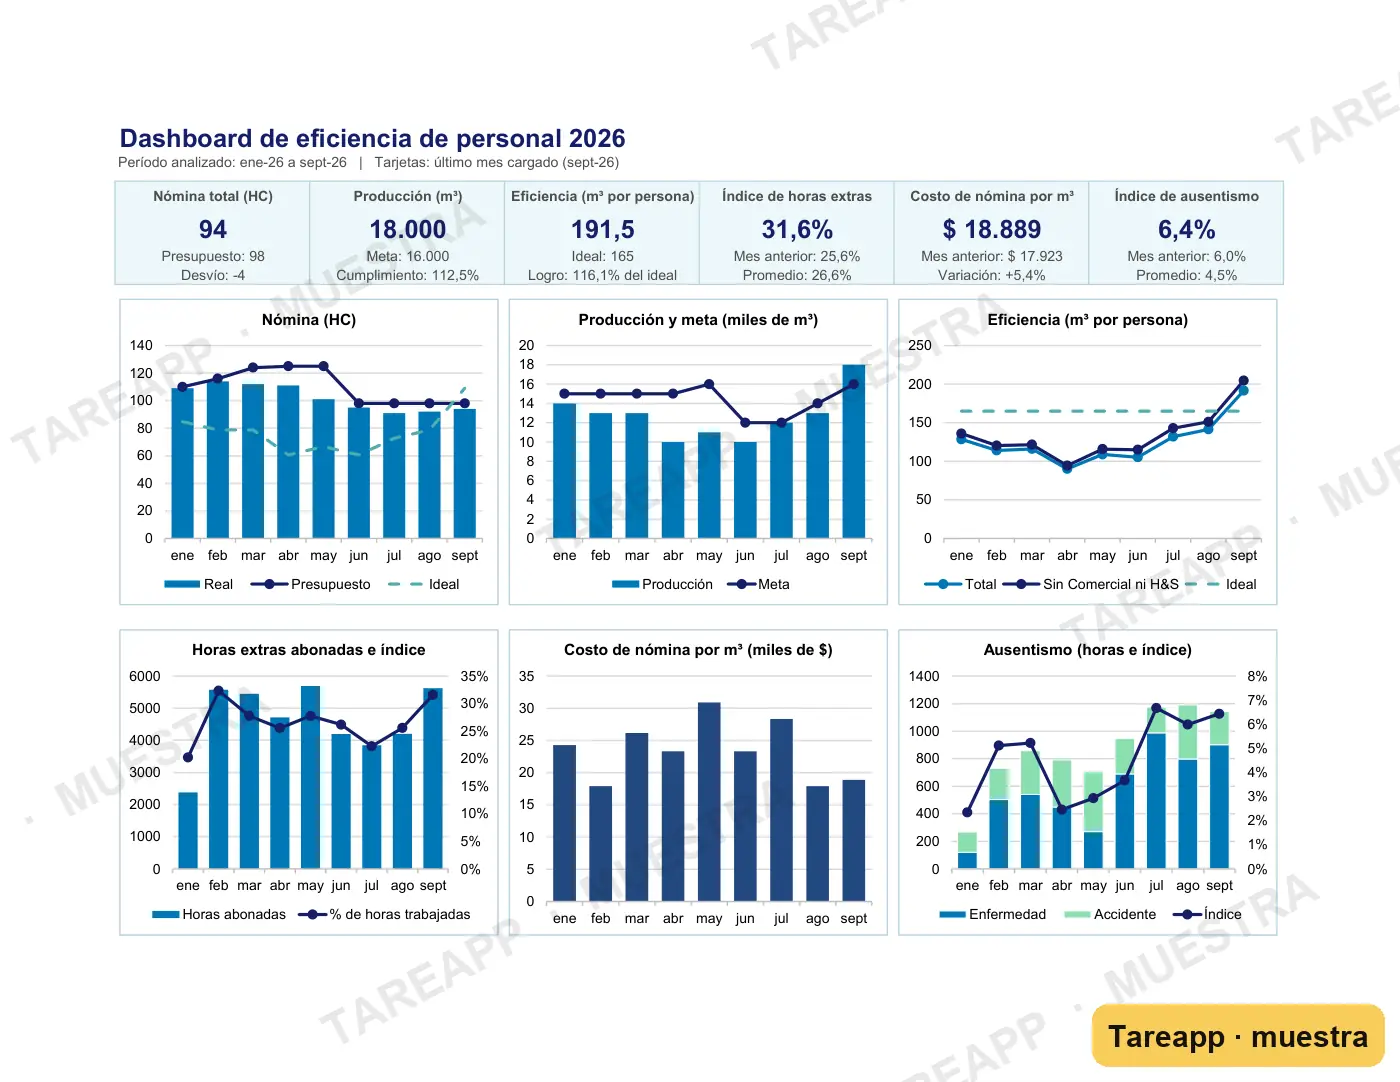 TAREAPP · MUESTRA
Dashboard de eficiencia de personal 2026
Período analizado: ene-26 a sept-26 | Tarjetas: último mes cargado (sept-26)
Nómina total (HC)
94
Presupuesto: 98
Desvío: -4
Producción (m³)
18.000
Meta: 16.000
Cumplimiento: 112,5%
Eficiencia (m³ por persona)
191,5
Ideal: 165
Logro: 116,1% del ideal
Índice de horas extras
31,6%
Mes anterior: 25,6%
Promedio: 26,6%
Costo de nómina por m³
$ 18.889
Mes anterior: $ 17.923
Variación: +5,4%
Índice de ausentismo
6,4%
Mes anterior: 6,0%
Promedio: 4,5%
Nómina (HC)
140
120
100
80
60
40
20
0
ene feb mar abr may jun jul ago sept
Real Presupuesto Ideal
Producción y meta (miles de m³)
20
18
16
14
12
10
8
6
4
2
0
ene feb mar abr may jun jul ago sept
Producción Meta
Eficiencia (m³ por persona)
250
200
150
100
50
0
ene feb mar abr may jun jul ago sept
Total Sin Comercial ni H&S Ideal
Horas extras abonadas e índice
6000 35%
5000 30%
4000 25%
3000 20%
2000 15%
1000 10%
0 5%
0%
ene feb mar abr may jun jul ago sept
Horas abonadas % de horas trabajadas
Costo de nómina por m³ (miles de $)
35
30
25
20
15
10
5
0
ene feb mar abr may jun jul ago sept
Ausentismo (horas e índice)
1400 8%
1200 7%
1000 6%
800 5%
600 4%
400 3%
200 2%
0 1%
0%
ene feb mar abr may jun jul ago sept
Enfermedad Accidente Índice
Tareapp · muestra